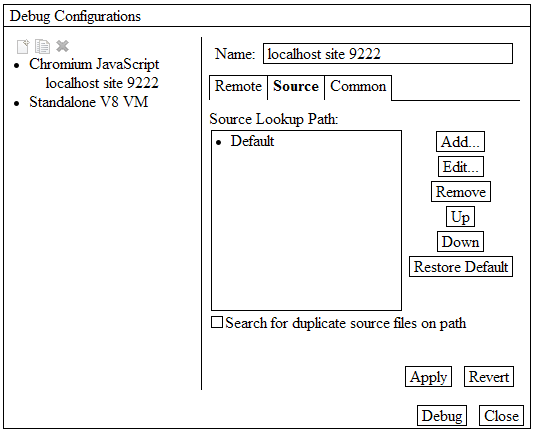 Debug Configurations
Chromium JavaScript
localhost site 9222
Standalone V8 VM
Name: localhost site 9222
Remote Source Common
Source Lookup Path:
Default
Add...
Edit...
Remove
Up
Down
Restore Default
Search for duplicate source files on path
Apply Revert
Debug Close